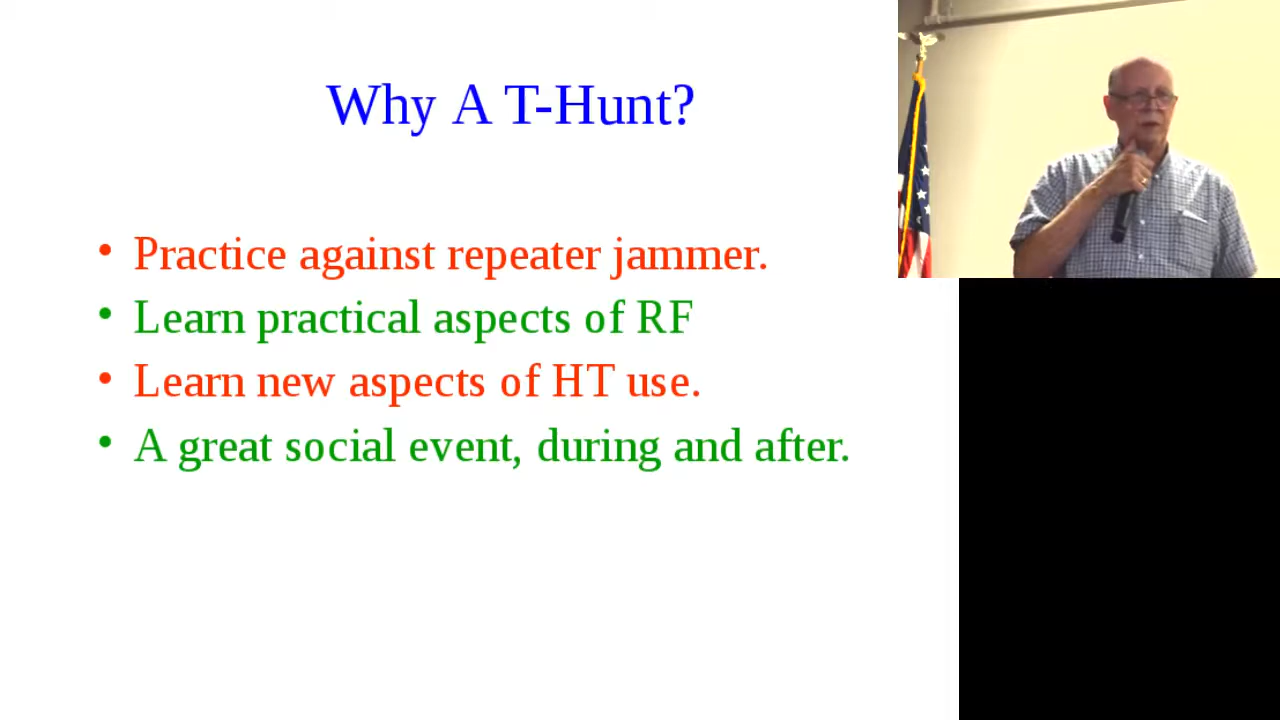 Why A T-Hunt?
• Practice against repeater jammer.
• Learn practical aspects of RF
• Learn new aspects of HT use.
• A great social event, during and after.